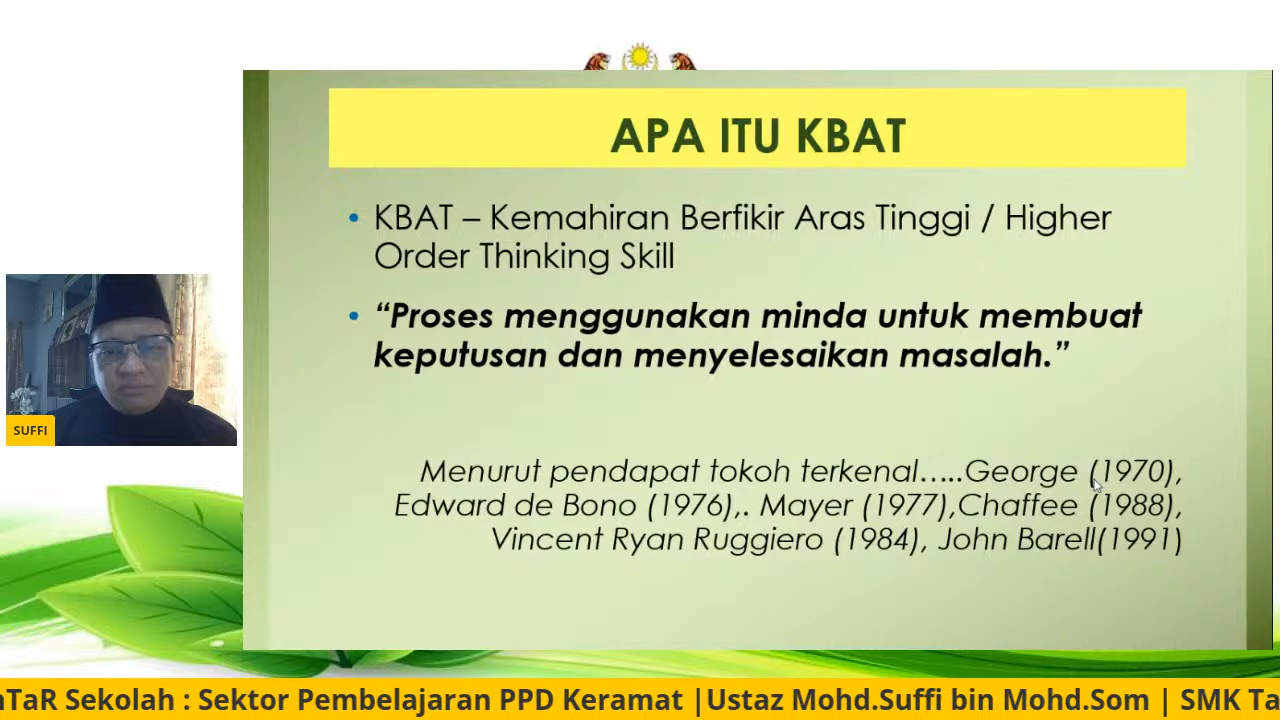 APA ITU KBAT
• KBAT – Kemahiran Berfikir Aras Tinggi / Higher
Order Thinking Skill
• “Proses menggunakan minda untuk membuat
keputusan dan menyelesaikan masalah.”
Menurut pendapat tokoh terkenal…..George (1970),
Edward de Bono (1976),. Mayer (1977),Chaffee (1988),
Vincent Ryan Ruggiero (1984), John Barell(1991)
SUFFI
nTaR Sekolah : Sektor Pembelajaran PPD Keramat |Ustaz Mohd.Suffi bin Mohd.Som | SMK Ta